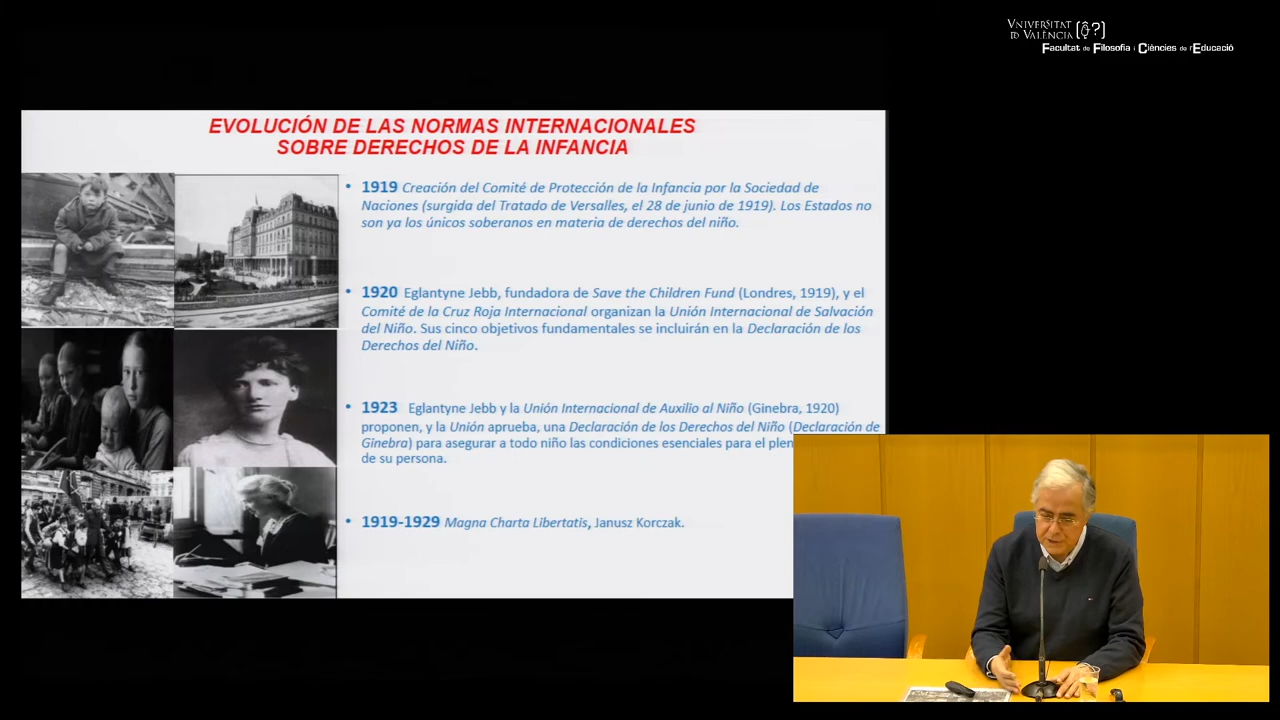 VNIVERSITAT
ID VALÈNCIA
Facultat de Filosofia i Ciències de l'Educació
EVOLUCIÓN DE LAS NORMAS INTERNACIONALES
SOBRE DERECHOS DE LA INFANCIA
• 1919 Creación del Comité de Protección de la Infancia por la Sociedad de
Naciones (surgida del Tratado de Versalles, el 28 de junio de 1919). Los Estados no
son ya los únicos soberanos en materia de derechos del niño.
• 1920 Eglantyne Jebb, fundadora de Save the Children Fund (Londres, 1919), y el
Comité de la Cruz Roja Internacional organizan la Unión Internacional de Salvación
del Niño. Sus cinco objetivos fundamentales se incluirán en la Declaración de los
Derechos del Niño.
• 1923 Eglantyne Jebb y la Unión Internacional de Auxilio al Niño (Ginebra, 1920)
proponen, y la Unión aprueba, una Declaración de los Derechos del Niño (Declaración de
Ginebra) para asegurar a todo niño las condiciones esenciales para el plen
de su persona.
• 1919-1929 Magna Charta Libertatis, Janusz Korczak.